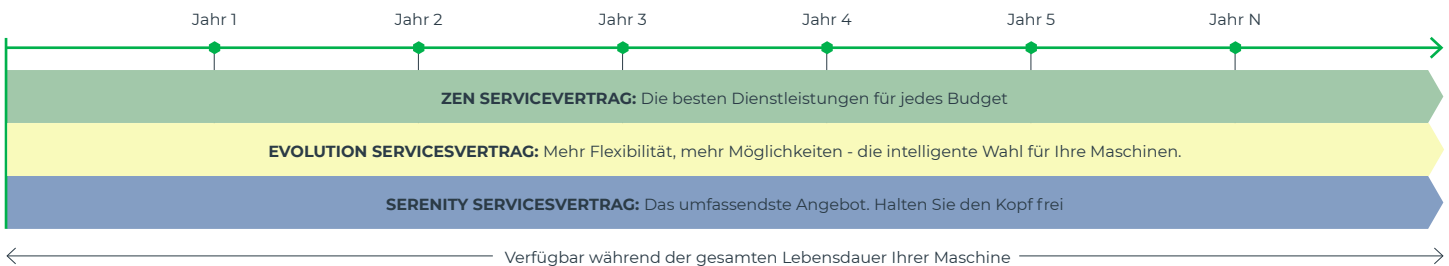 Jahr 1 Jahr 2 Jahr 3 Jahr 4 Jahr 5 Jahr N
ZEN SERVICEVERTRAG: Die besten Dienstleistungen für jedes Budget
EVOLUTION SERVICESVERTRAG: Mehr Flexibilität, mehr Möglichkeiten - die intelligente Wahl für Ihre Maschinen.
SERENITY SERVICESVERTRAG: Das umfassendste Angebot. Halten Sie den Kopf frei
Verfügbar während der gesamten Lebensdauer Ihrer Maschine